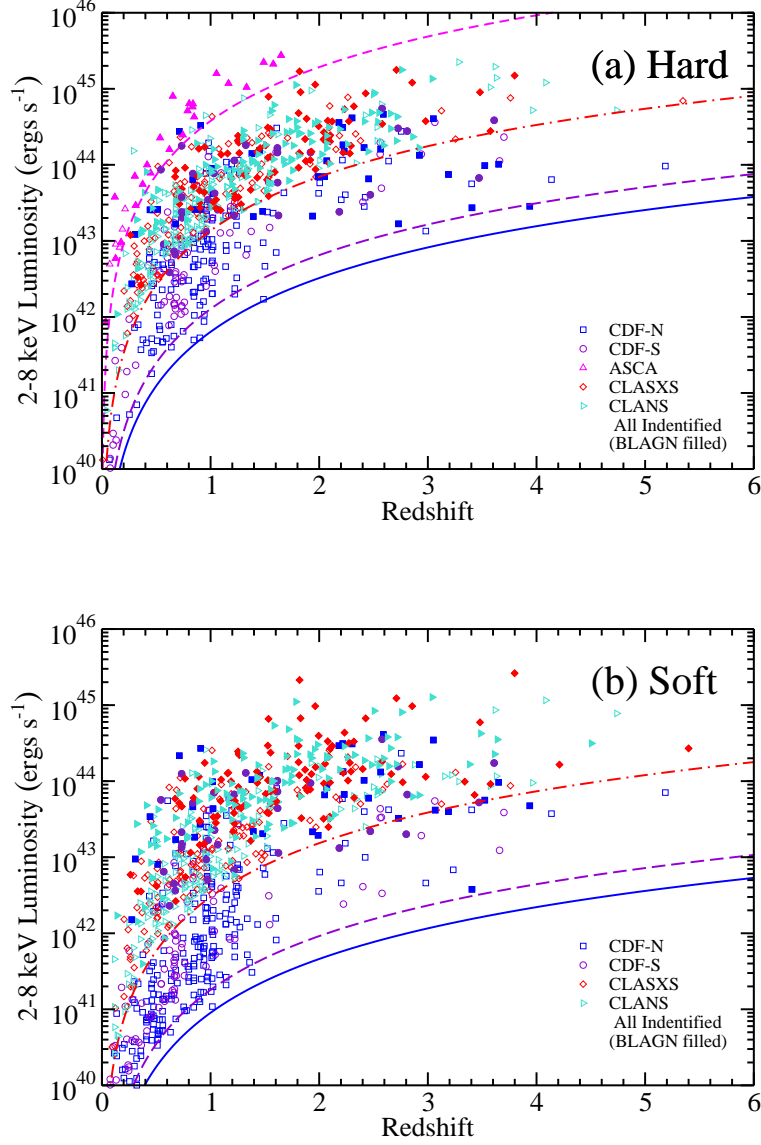 10^46
10^45
10^44
10^43
10^42
10^41
10^40
2-8 keV Luminosity (ergs s^-1)
(a) Hard
CDF-N
CDF-S
ASCA
CLASXS
CLANS
All Indentified
(BLAGN filled)
0 1 2 3 4 5 6
Redshift
10^46
10^45
10^44
10^43
10^42
10^41
10^40
2-8 keV Luminosity (ergs s^-1)
(b) Soft
CDF-N
CDF-S
CLASXS
CLANS
All Indentified
(BLAGN filled)
0 1 2 3 4 5 6
Redshift